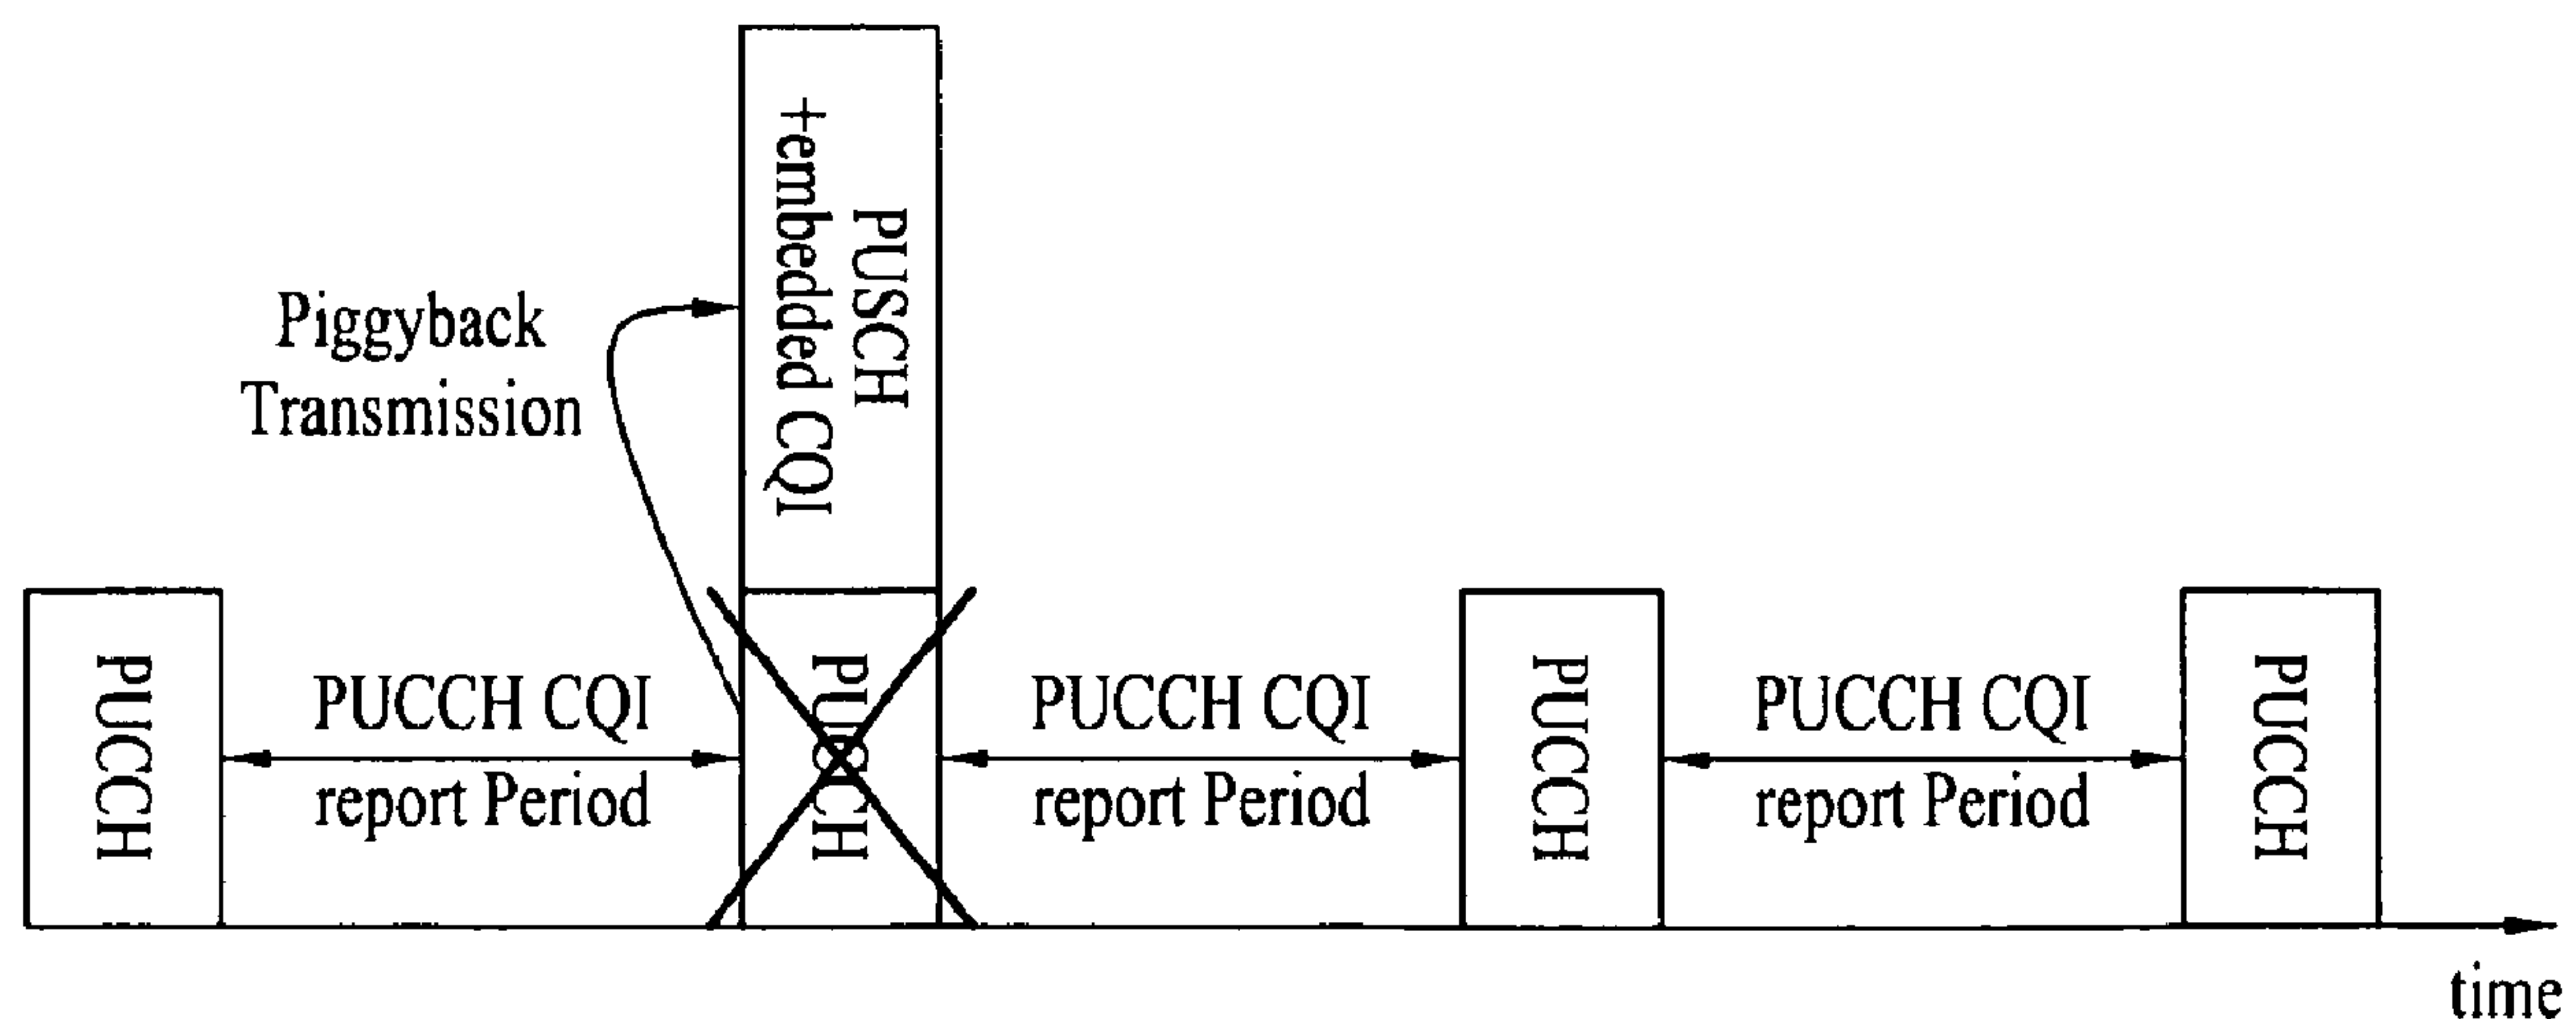 PUSCH
+embedded CQI
Piggyback
Transmission
PUCCH
PUCCH CQI
report Period
PUCCH
PUCCH CQI
report Period
PUCCH
PUCCH CQI
report Period
PUCCH
time